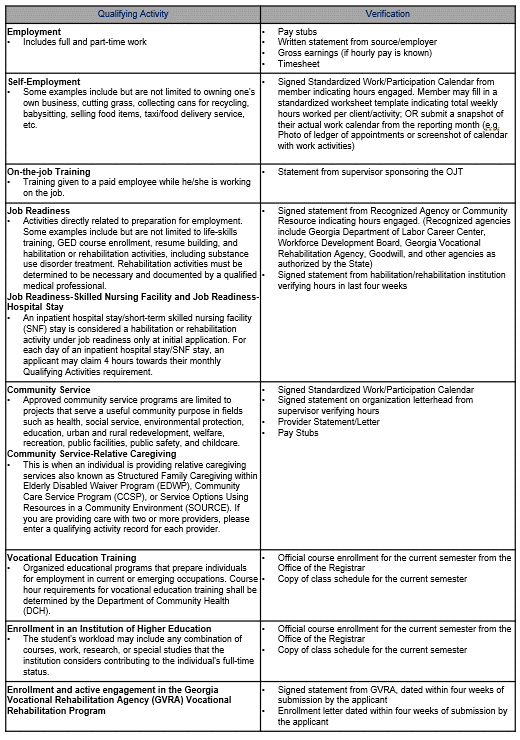 Qualifying Activity
Verification
Employment
• Includes full and part-time work
• Pay stubs
• Written statement from source/employer
• Gross earnings (if hourly pay is known)
• Timesheet
Self-Employment
• Some examples include but are not limited to owning one's
own business, cutting grass, collecting cans for recycling,
babysitting, selling food items, taxi/food delivery service,
etc.
• Signed Standardized Work/Participation Calendar from
member indicating hours engaged. Member may fill in a
standardized worksheet template indicating total weekly
hours worked per client/activity; OR submit a snapshot of
their actual work calendar from the reporting month (e.g.
Photo of ledger of appointments or screenshot of calendar
with work activities)
On-the-job Training
• Training given to a paid employee while he/she is working
on the job.
• Statement from supervisor sponsoring the OJT
Job Readiness
• Activities directly related to preparation for employment.
Some examples include but are not limited to life-skills
training, GED course enrollment, resume building, and
habilitation or rehabilitation activities, including substance
use disorder treatment. Rehabilitation activities must be
determined to be necessary and documented by a qualified
medical professional.
Job Readiness-Skilled Nursing Facility and Job Readiness-
Hospital Stay
• An inpatient hospital stay/short-term skilled nursing facility
(SNF) stay is considered a habilitation or rehabilitation
activity under job readiness only at initial application. For
each day of an inpatient hospital stay/SNF stay, an
applicant may claim 4 hours towards their monthly
Qualifying Activities requirement.
• Signed statement from Recognized Agency or Community
Resource indicating hours engaged. (Recognized agencies
include Georgia Department of Labor Career Center,
Workforce Development Board, Georgia Vocational
Rehabilitation Agency, Goodwill, and other agencies as
authorized by the State)
• Signed statement from habilitation/rehabilitation institution
verifying hours in last four weeks
Community Service
• Approved community service programs are limited to
projects that serve a useful community purpose in fields
such as health, social service, environmental protection,
education, urban and rural redevelopment, welfare,
recreation, public facilities, public safety, and childcare.
Community Service-Relative Caregiving
• This is when an individual is providing relative caregiving
services also known as Structured Family Caregiving within
Elderly Disabled Waiver Program (EDWP), Community
Care Service Program (CCSP), or Service Options Using
Resources in a Community Environment (SOURCE). If
you are providing care with two or more providers, please
enter a qualifying activity record for each provider.
• Signed Standardized Work/Participation Calendar
• Signed statement on organization letterhead from
supervisor verifying hours
• Provider Statement/Letter
• Pay Stubs
Vocational Education Training
• Organized educational programs that prepare individuals
for employment in current or emerging occupations. Course
hour requirements for vocational education training shall be
determined by the Department of Community Health
(DCH).
• Official course enrollment for the current semester from the
Office of the Registrar
• Copy of class schedule for the current semester
Enrollment in an Institution of Higher Education
• The student's workload may include any combination of
courses, work, research, or special studies that the
institution considers contributing to the individual's full-time
status.
• Official course enrollment for the current semester from the
Office of the Registrar
• Copy of class schedule for the current semester
Enrollment and active engagement in the Georgia
Vocational Rehabilitation Agency (GVRA) Vocational
Rehabilitation Program
• Signed statement from GVRA, dated within four weeks of
submission by the applicant
• Enrollment letter dated within four weeks of submission by
the applicant